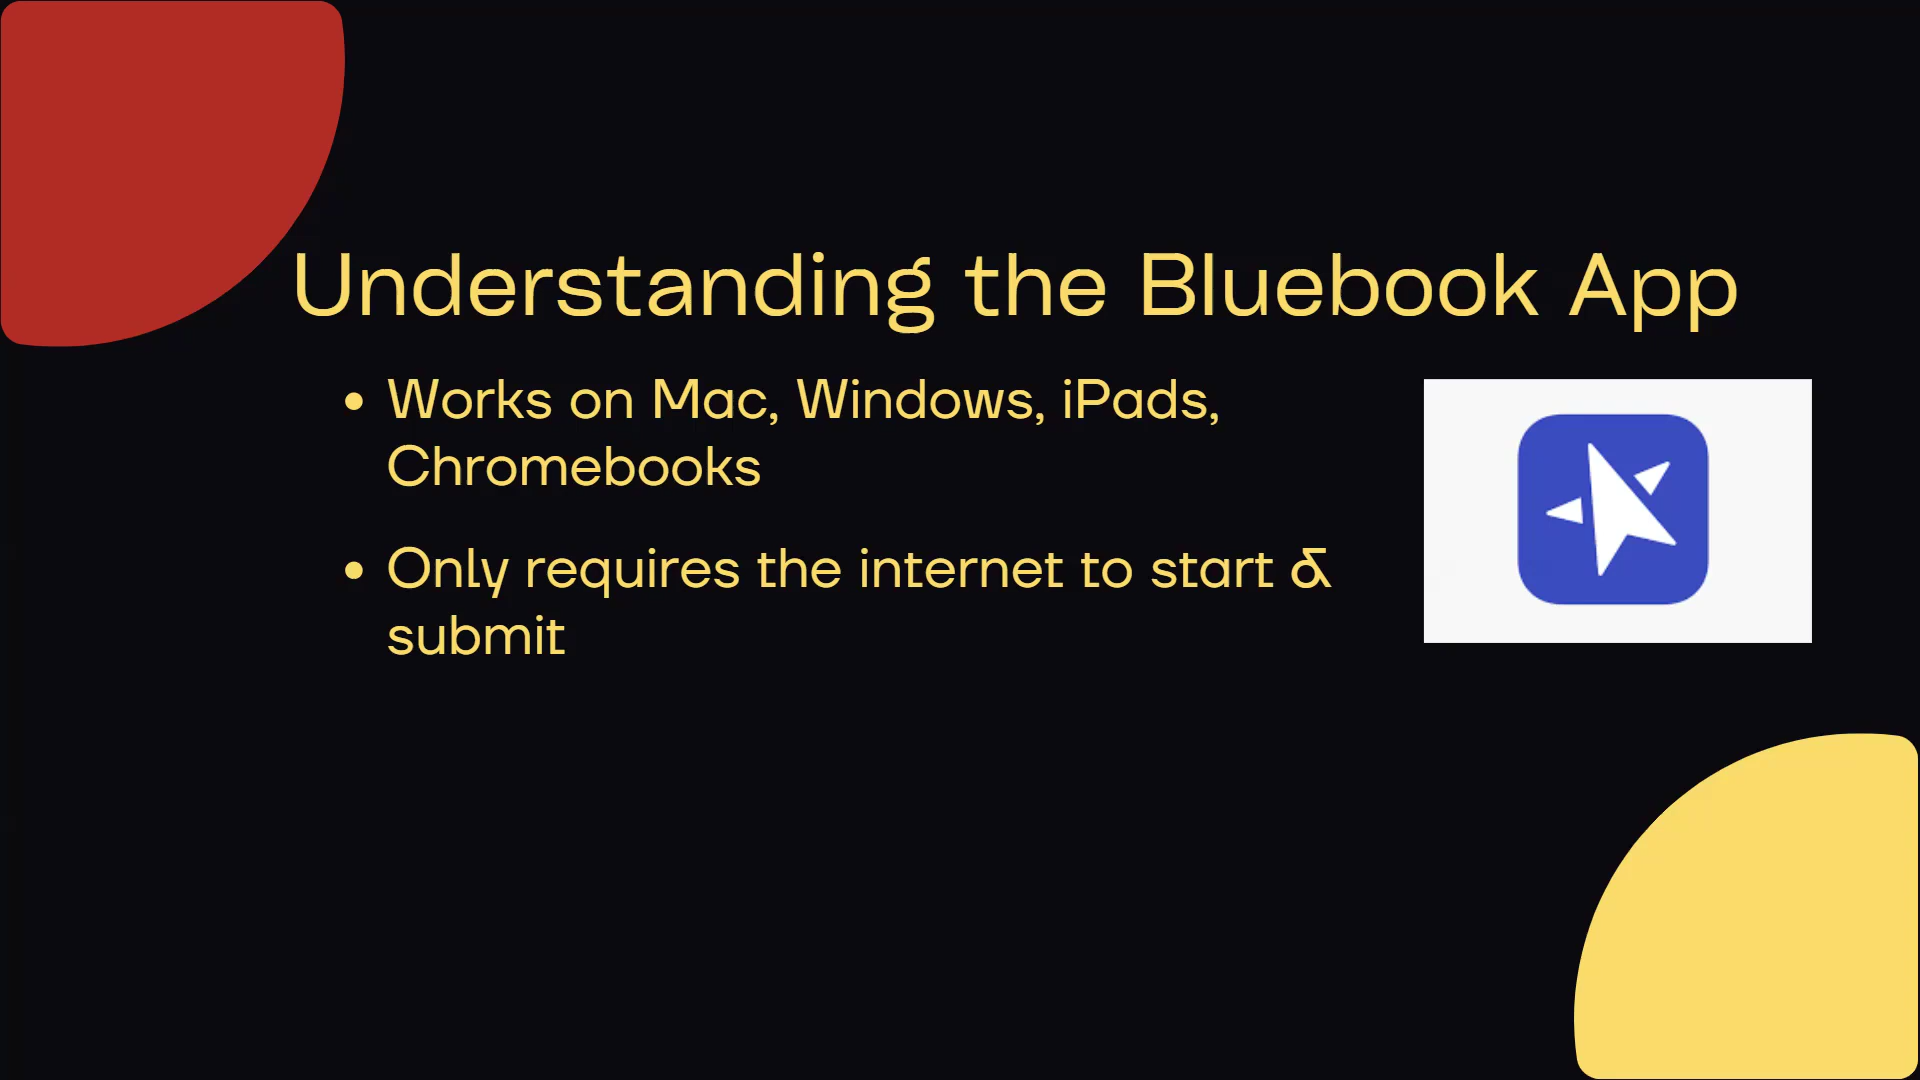 Understanding the Bluebook App
• Works on Mac, Windows, iPads,
Chromebooks
• Only requires the internet to start &
submit